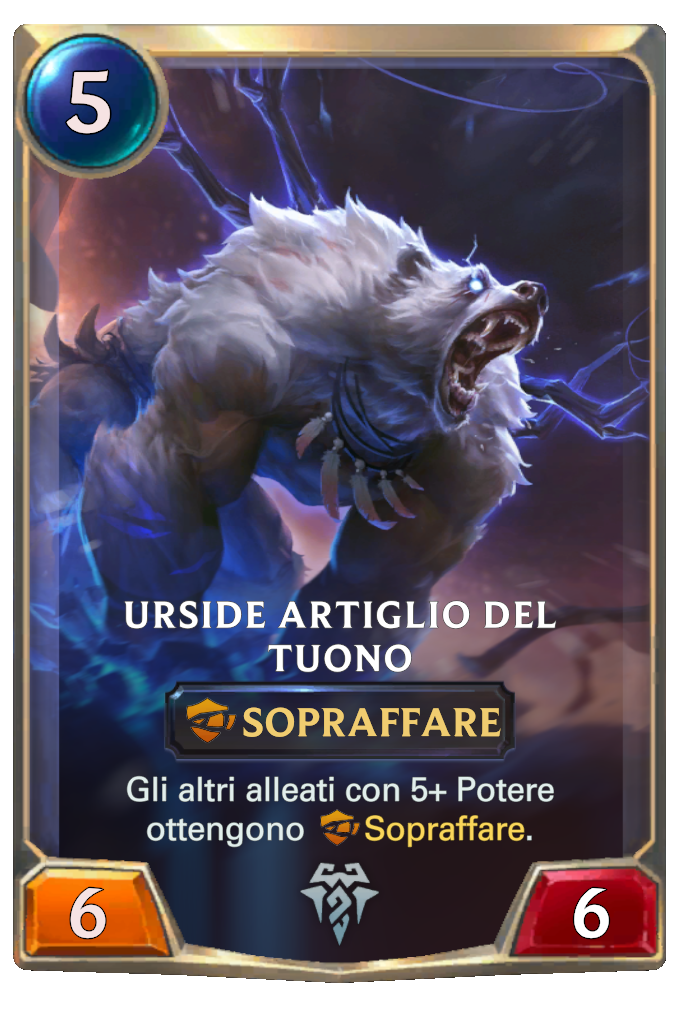 5
URSIDE ARTIGLIO DEL
TUONO
SOPRAFFARE
Gli altri alleati con 5+ Potere
ottengono Sopraffare.
6
6